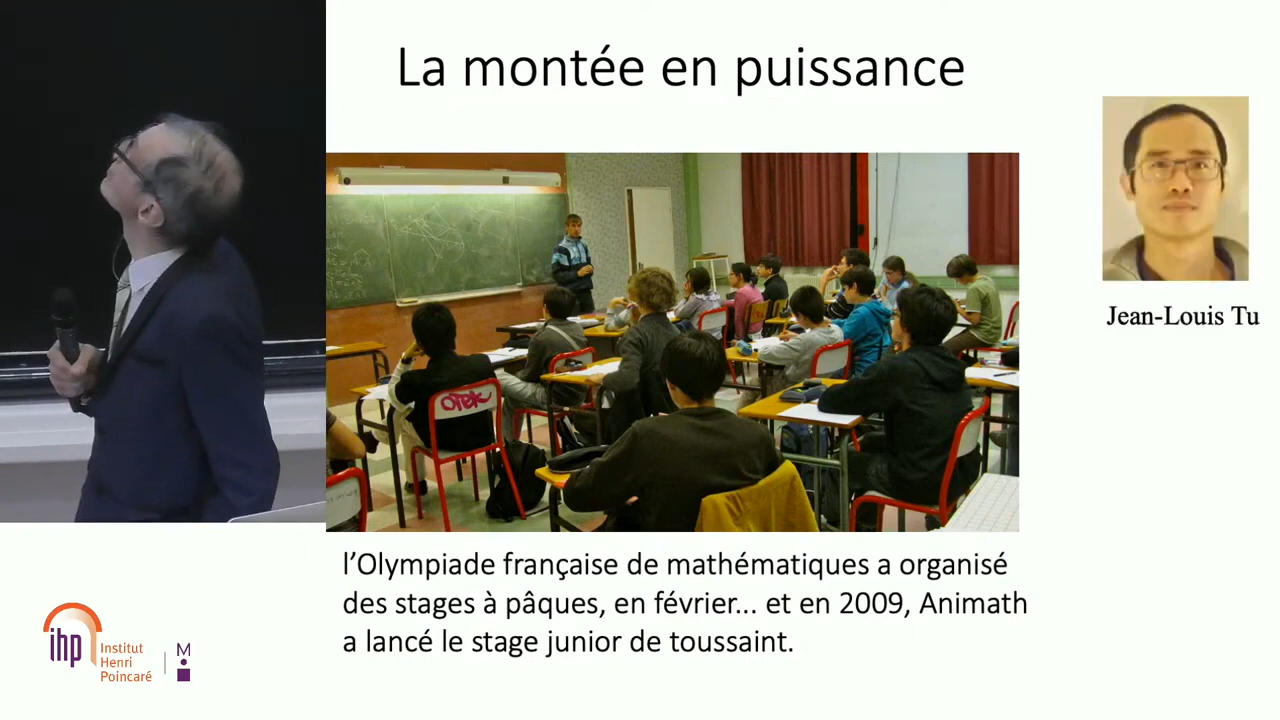 La montée en puissance
Jean-Louis Tu
OTEK
l’Olympiade française de mathématiques a organisé
des stages à pâques, en février... et en 2009, Animath
a lancé le stage junior de toussaint.
ihp
Institut
Henri
Poincaré
M